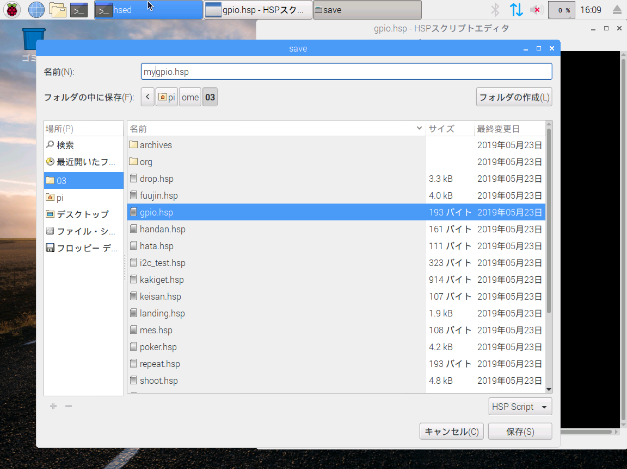 hsed
gpio.hsp - HSPスク...
save
0 %
16:09
gpio.hsp - HSPスクリプトエディタ
save
名前(N):
mygpio.hsp
フォルダの中に保存(F):
pi
ome
03
フォルダの作成(L)
場所(P)
検索
最近開いたフ...
03
pi
デスクトップ
ファイル・シ...
フロッピー デ...
名前 サイズ 最終変更日
archives 2019年05月23日
org 2019年05月23日
drop.hsp 3.3 kB 2019年05月23日
fuujin.hsp 4.0 kB 2019年05月23日
gpio.hsp 193 バイト 2019年05月23日
handan.hsp 161 バイト 2019年05月23日
hata.hsp 111 バイト 2019年05月23日
i2c_test.hsp 323 バイト 2019年05月23日
kakiget.hsp 914 バイト 2019年05月23日
keisan.hsp 107 バイト 2019年05月23日
landing.hsp 1.9 kB 2019年05月23日
mes.hsp 108 バイト 2019年05月23日
poker.hsp 4.2 kB 2019年05月23日
repeat.hsp 193 バイト 2019年05月23日
shoot.hsp 4.8 kB 2019年05月23日
HSP Script
キャンセル(C)
保存(S)